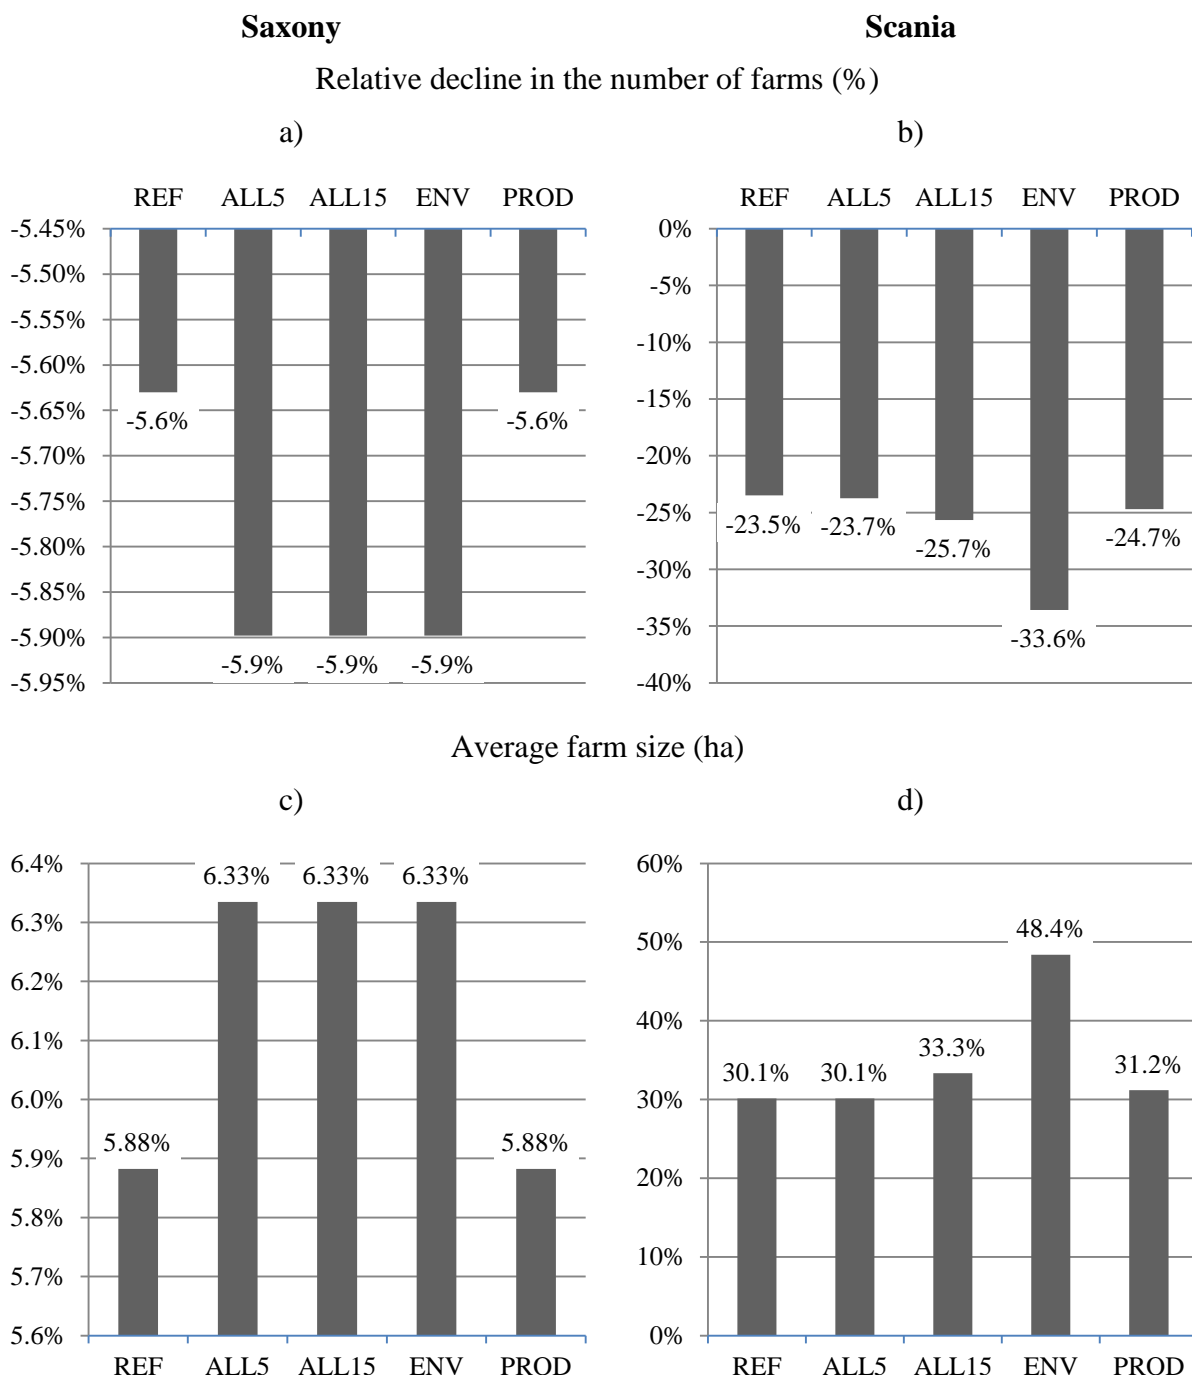 Saxony Scania
Relative decline in the number of farms (%)
a) b)
REF ALL5 ALL15 ENV PROD REF ALL5 ALL15 ENV PROD
-5.45% 0%
-5.50% -5%
-5.55% -10%
-5.60% -15%
-5.65% -20%
-5.70% -25%
-5.75% -30%
-5.80% -35%
-5.85% -40%
-5.90%
-5.95%
-5.6% -5.9% -5.9% -5.9% -5.6%
-23.5% -23.7% -25.7% -33.6% -24.7%
Average farm size (ha)
c) d)
6.4% 60%
6.3% 50%
6.2% 40%
6.1% 30%
6.0% 20%
5.9% 10%
5.8% 0%
5.7%
5.6%
5.88% 6.33% 6.33% 6.33% 5.88%
30.1% 30.1% 33.3% 48.4% 31.2%
REF ALL5 ALL15 ENV PROD REF ALL5 ALL15 ENV PROD